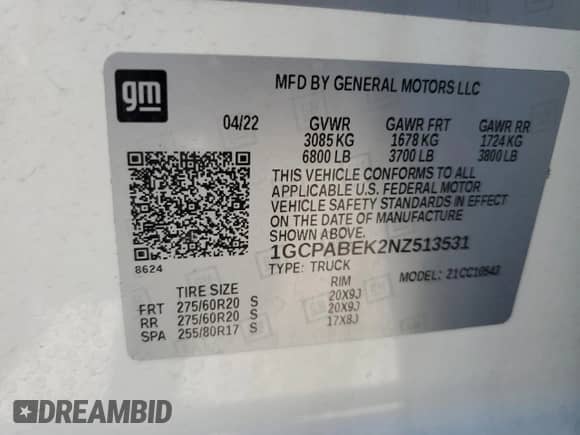 gm
MFD BY GENERAL MOTORS LLC
04/22 GVWR GAWR FRT GAWR RR
3085 KG 1678 KG 1724 KG
6800 LB 3700 LB 3800 LB
THIS VEHICLE CONFORMS TO ALL
APPLICABLE U.S. FEDERAL MOTOR
VEHICLE SAFETY STANDARDS IN EFFECT
ON THE DATE OF MANUFACTURE
SHOWN ABOVE.
8624
1GCPABEK2NZ513531
TYPE: TRUCK MODEL: 21CC10543
TIRE SIZE RIM
FRT 275/60R20 S 20X9J
RR 275/60R20 S 20X9J
SPA 255/80R17 S 17X8J
DREAMBID